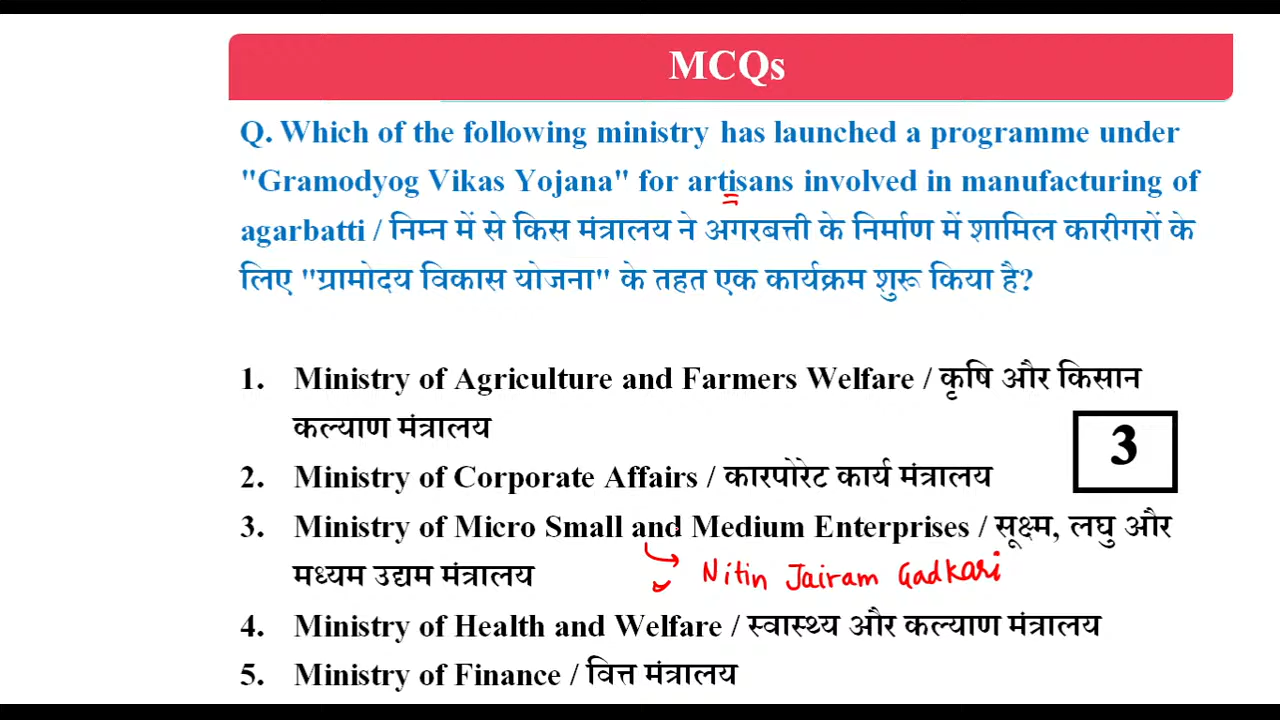 MCQs
Q. Which of the following ministry has launched a programme under
"Gramodyog Vikas Yojana" for artisans involved in manufacturing of
agarbatti / निम्न में से किस मंत्रालय ने अगरबत्ती के निर्माण में शामिल कारीगरों के
लिए "ग्रामोदय विकास योजना" के तहत एक कार्यक्रम शुरू किया है?
1. Ministry of Agriculture and Farmers Welfare / कृषि और किसान
कल्याण मंत्रालय
3
2. Ministry of Corporate Affairs / कारपोरेट कार्य मंत्रालय
3. Ministry of Micro Small and Medium Enterprises / सूक्ष्म, लघु और
मध्यम उद्यम मंत्रालय
Nitin Jairam Gadkari
4. Ministry of Health and Welfare / स्वास्थ्य और कल्याण मंत्रालय
5. Ministry of Finance / वित्त मंत्रालय